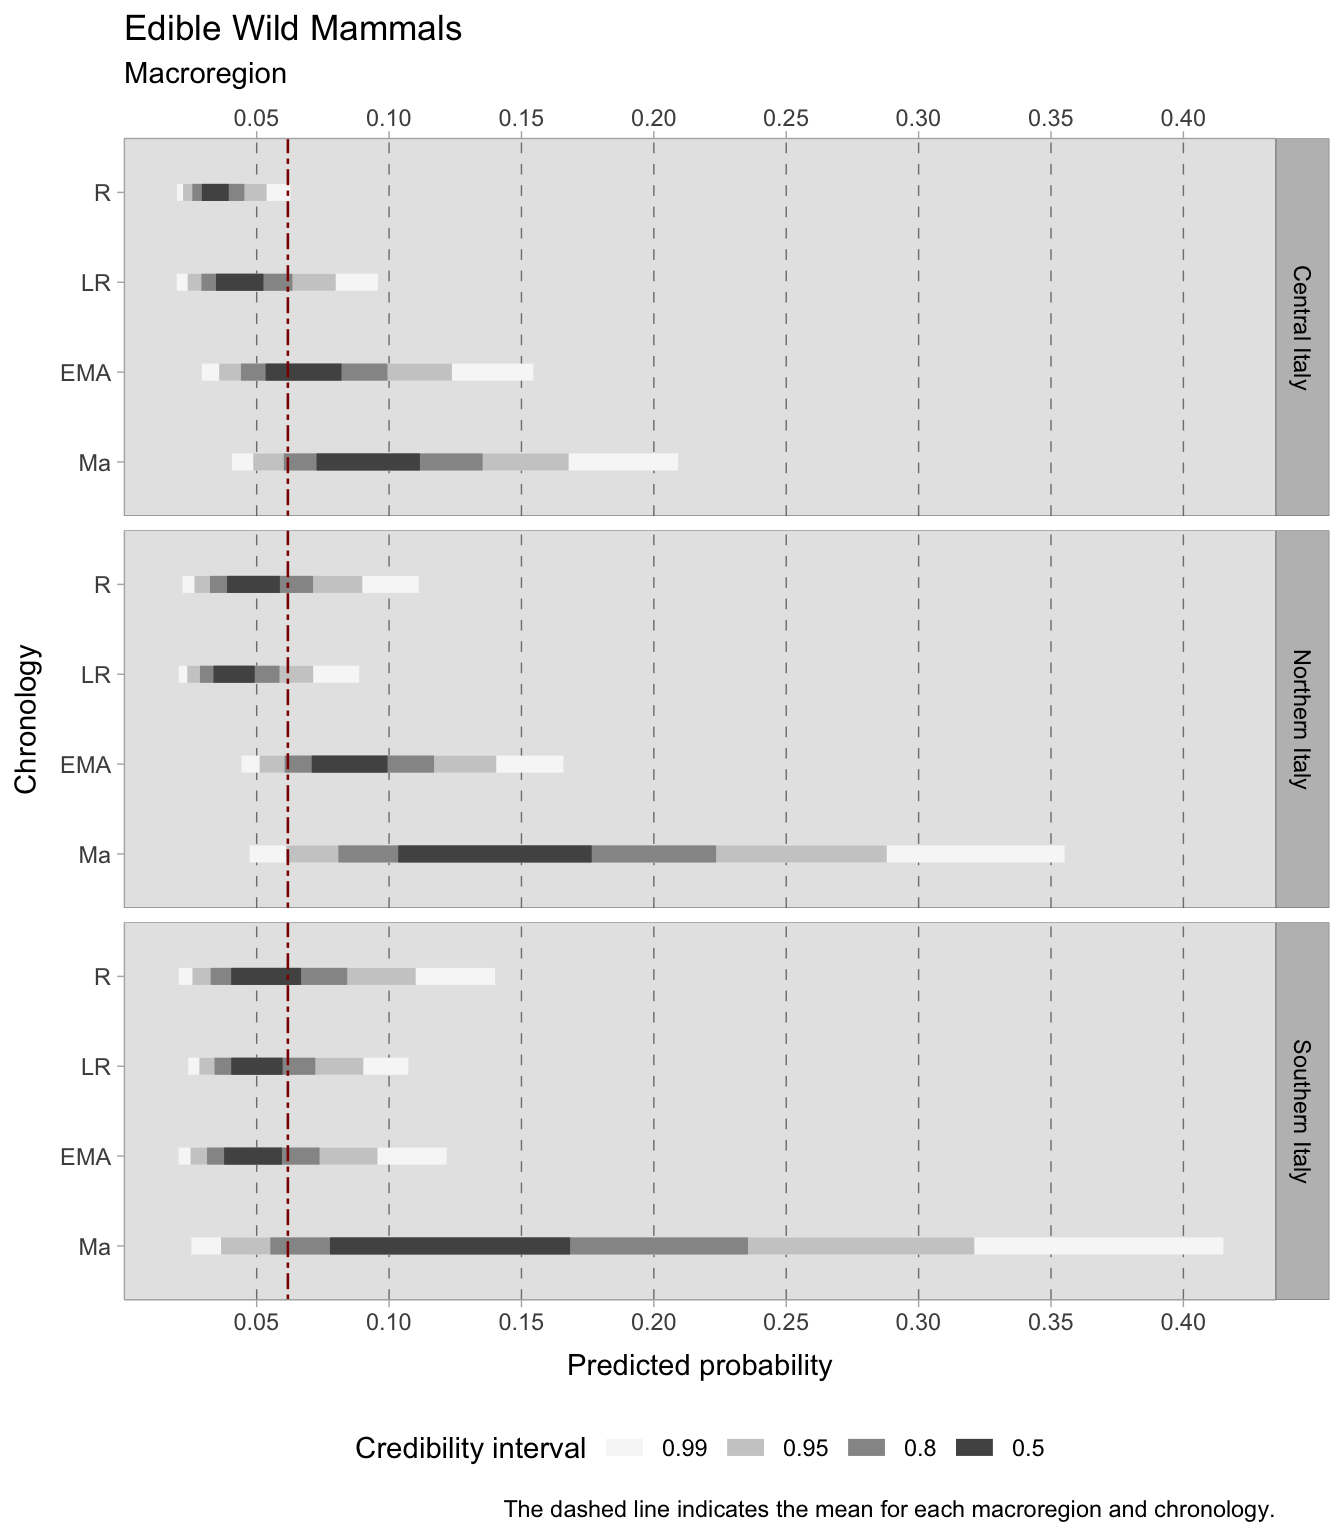 Edible Wild Mammals
Macroregion
0.05 0.10 0.15 0.20 0.25 0.30 0.35 0.40
R
LR
EMA
Ma
Central Italy
R
LR
EMA
Ma
Northern Italy
R
LR
EMA
Ma
Southern Italy
Chronology
0.05 0.10 0.15 0.20 0.25 0.30 0.35 0.40
Predicted probability
Credibility interval 0.99 0.95 0.8 0.5
The dashed line indicates the mean for each macroregion and chronology.